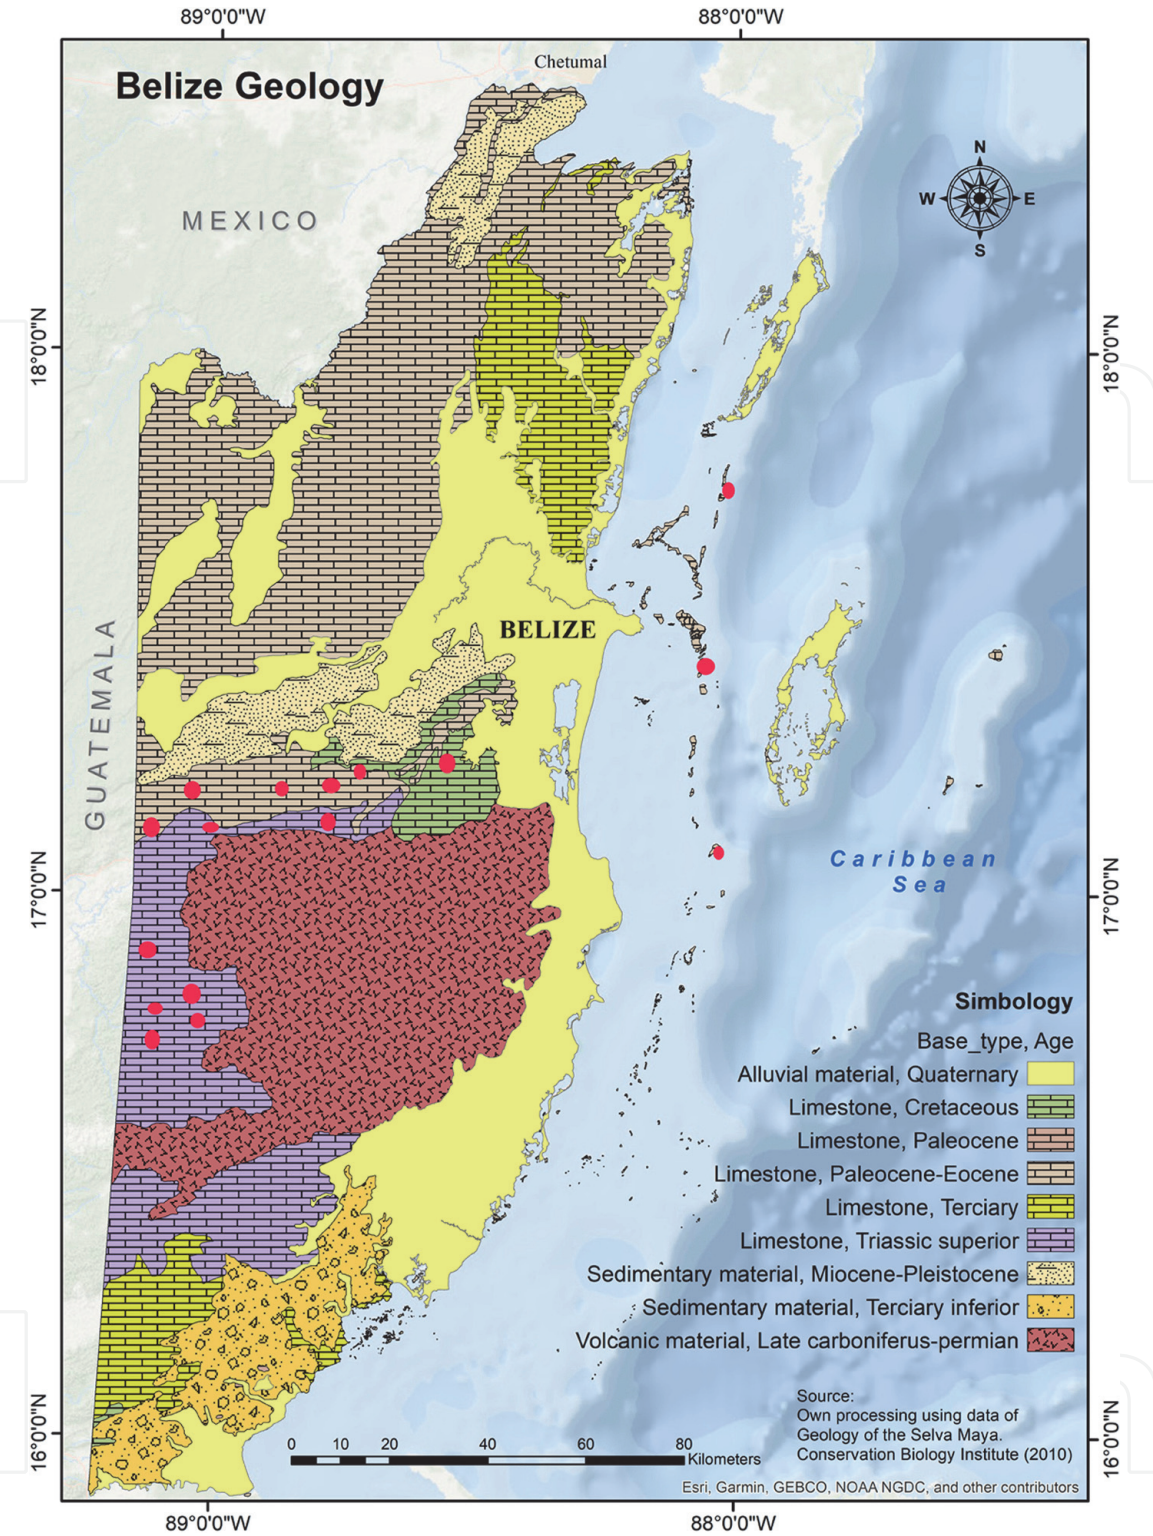 89°0'0"W
88°0'0"W
Chetumal
Belize Geology
N
W
E
S
MEXICO
18°0'0"N
18°0'0"N
GUATEMALA
BELIZE
Caribbean
Sea
17°0'0"N
17°0'0"N
Simbology
Base_type, Age
Alluvial material, Quaternary
Limestone, Cretaceous
Limestone, Paleocene
Limestone, Paleocene-Eocene
Limestone, Terciary
Limestone, Triassic superior
Sedimentary material, Miocene-Pleistocene
Sedimentary material, Terciary inferior
Volcanic material, Late carboniferus-permian
Source:
Own processing using data of
Geology of the Selva Maya.
Conservation Biology Institute (2010)
16°0'0"N
16°0'0"N
0 10 20 40 60 80
Kilometers
Esri, Garmin, GEBCO, NOAA NGDC, and other contributors
89°0'0"W
88°0'0"W